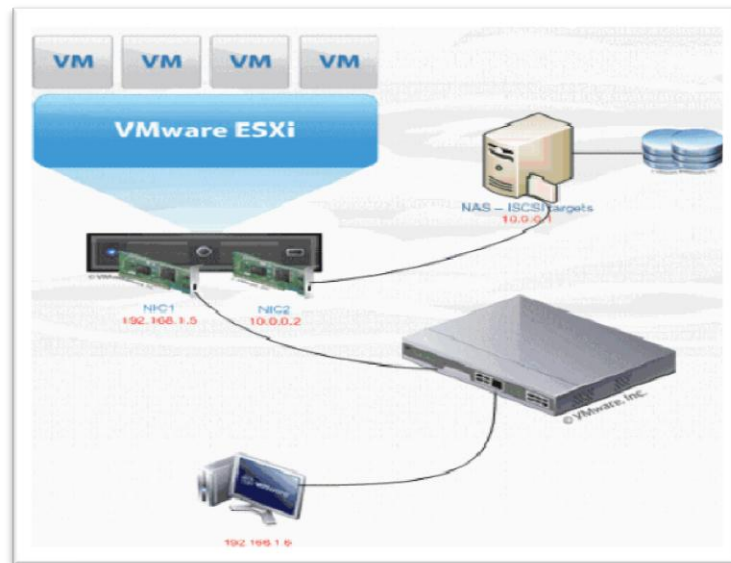 VM VM VM VM
VMware ESXi
NAS – ISCSI targets
10.0.0.1
NIC1
192.168.1.5
NIC2
10.0.0.2
© VMware, Inc.
192.168.1.6